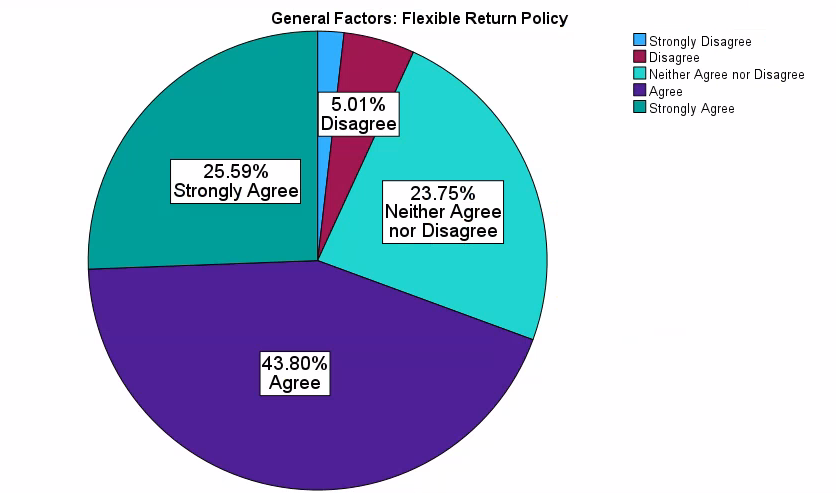 General Factors: Flexible Return Policy
Strongly Disagree
Disagree
Neither Agree nor Disagree
Agree
Strongly Agree
5.01%
Disagree
25.59%
Strongly Agree
23.75%
Neither Agree
nor Disagree
43.80%
Agree